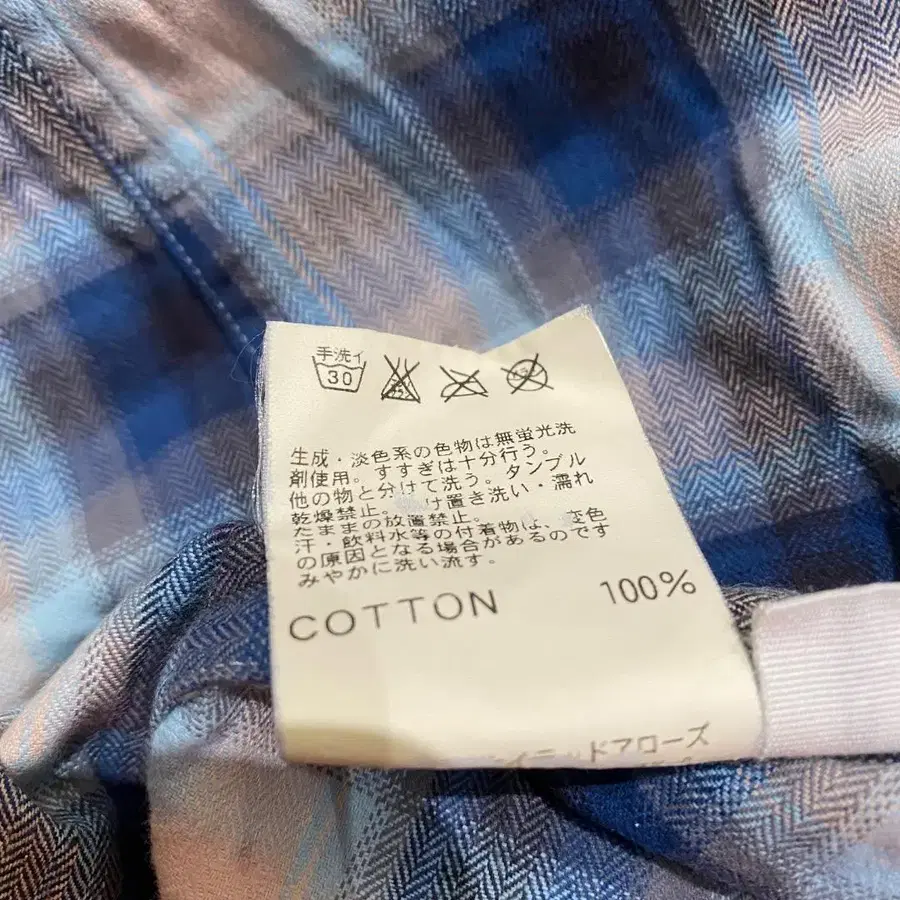 手洗イ
30
生成・淡色系の色物は無蛍光洗
剤使用。すすぎは十分行う。
他の物と分けて洗う。タンブル
乾燥禁止。 け置き洗い・濡れ
たままの放置禁止。
汗・飲料水等の付着物は、変色
の原因となる場合があるのです
みやかに洗い流す。
COTTON 100%
イテッドアローズ